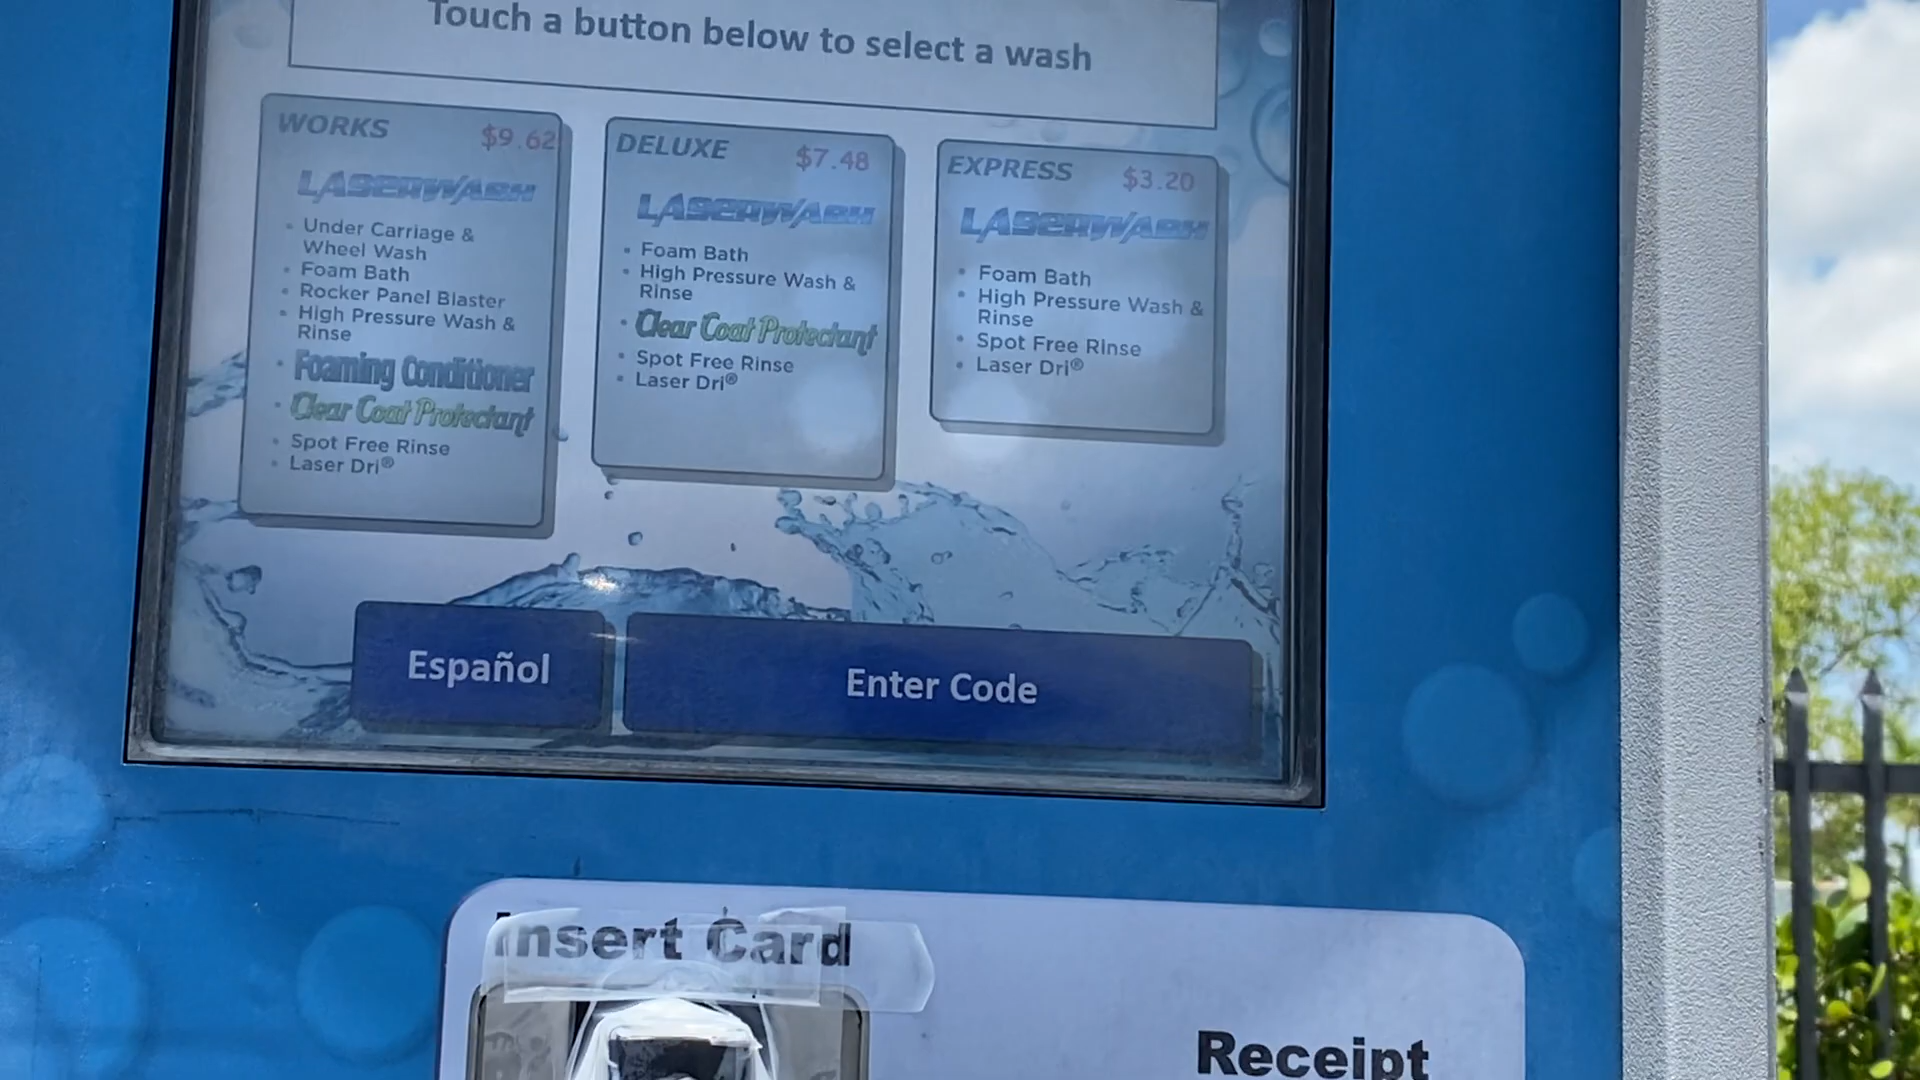 Touch a button below to select a wash
WORKS $9.62
LASERWASH
• Under Carriage &
Wheel Wash
• Foam Bath
• Rocker Panel Blaster
• High Pressure Wash &
Rinse
• Foaming Conditioner
• Clear Coat Protectant
• Spot Free Rinse
• Laser Dri®
DELUXE $7.48
LASERWASH
• Foam Bath
• High Pressure Wash &
Rinse
• Clear Coat Protectant
• Spot Free Rinse
• Laser Dri®
EXPRESS $3.20
LASERWASH
• Foam Bath
• High Pressure Wash &
Rinse
• Spot Free RInse
• Laser Dri®
Español
Enter Code
Insert Card
Receipt